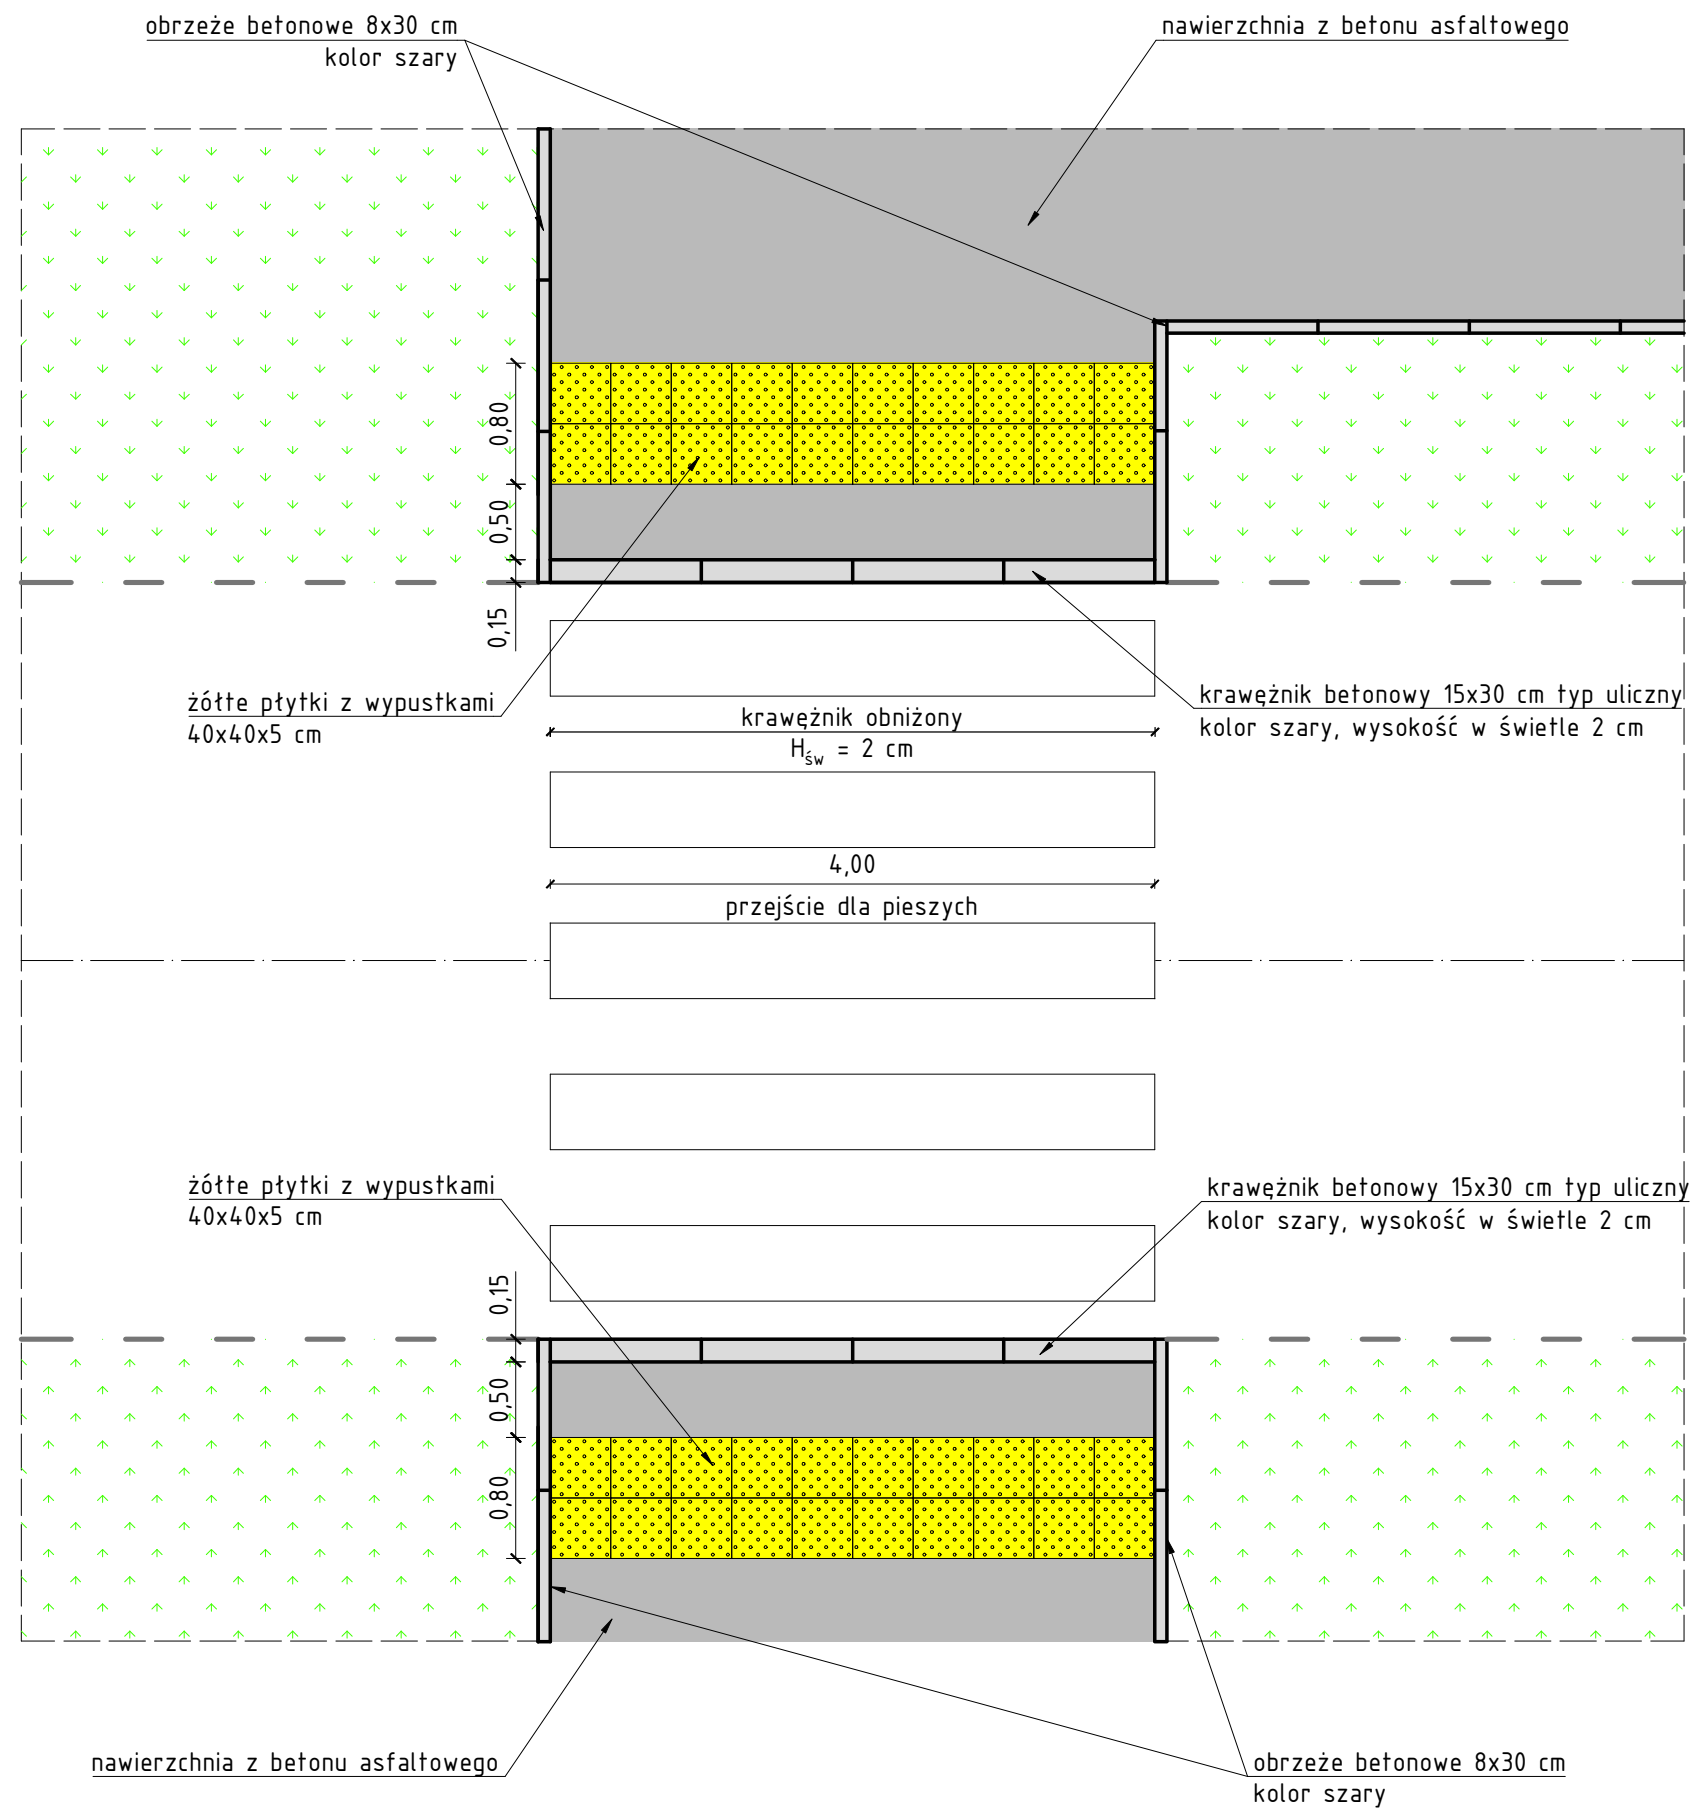 obrzeże betonowe 8x30 cm
kolor szary
nawierzchnia z betonu asfaltowego
0,80
0,50
0,15
żółte płytki z wypustkami
40x40x5 cm
krawężnik betonowy 15x30 cm typ uliczny
kolor szary, wysokość w świetle 2 cm
krawężnik obniżony
Hśw = 2 cm
4,00
przejście dla pieszych
żółte płytki z wypustkami
40x40x5 cm
krawężnik betonowy 15x30 cm typ uliczny
kolor szary, wysokość w świetle 2 cm
0,15
0,50
0,80
nawierzchnia z betonu asfaltowego
obrzeże betonowe 8x30 cm
kolor szary